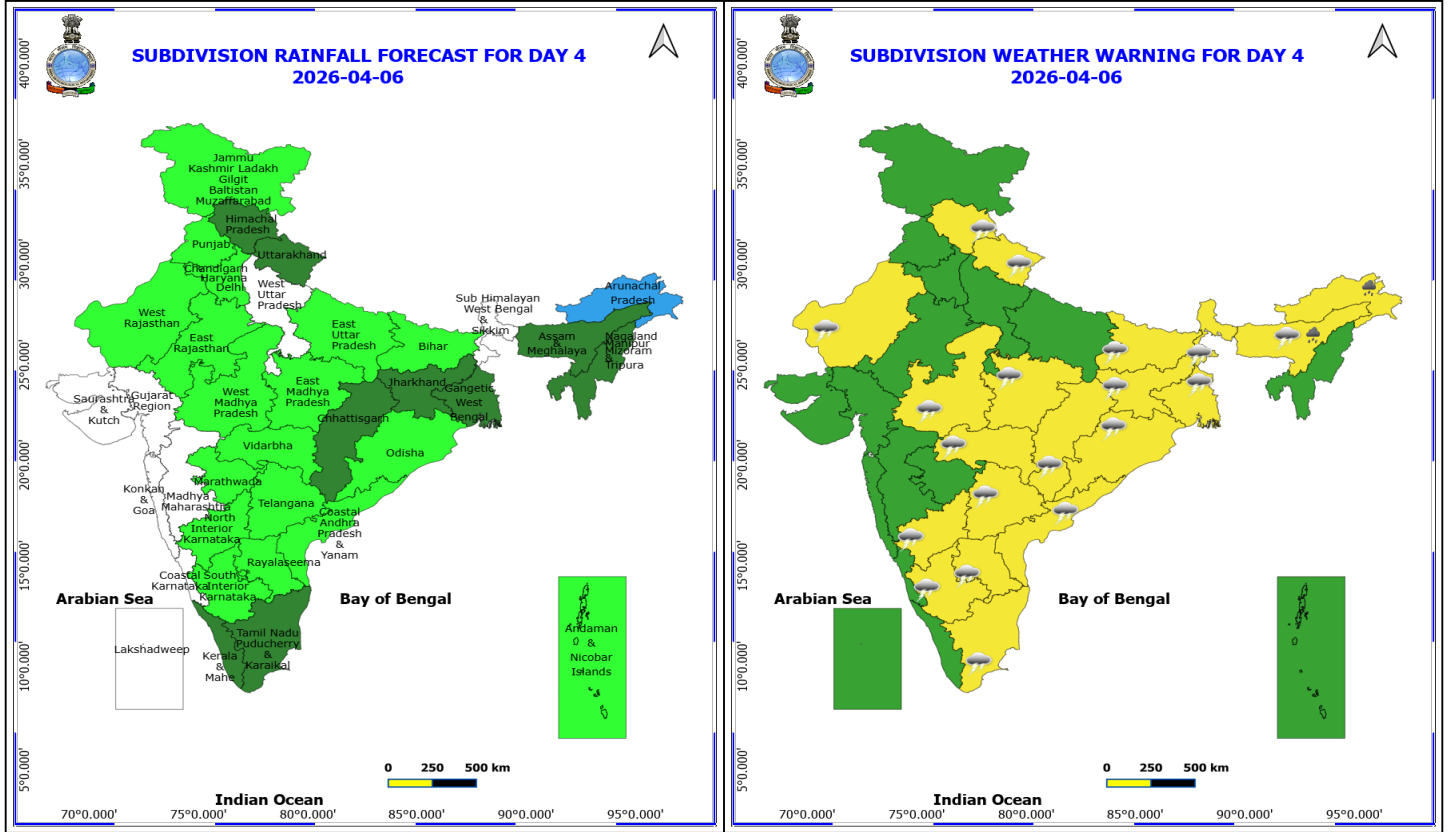 SUBDIVISION RAINFALL FORECAST FOR DAY 4
2026-04-06
40°0.000'
35°0.000'
30°0.000'
25°0.000'
20°0.000'
15°0.000'
10°0.000'
5°0.000'
Jammu
Kashmir Ladakh
Gilgit
Baltistan
Muzaffarabad
Himachal
Pradesh
Punjab
Uttarakhand
Chandigarh
Haryana
Delhi
West
Uttar
Pradesh
West
Rajasthan
East
Rajasthan
East
Uttar
Pradesh
Bihar
Sub Himalayan
West Bengal
&
Sikkim
Arunachal
Pradesh
Assam
&
Meghalaya
Nagaland
Manipur
Mizoram
&
Tripura
Saurashtra
&
Kutch
Gujarat
Region
West
Madhya
Pradesh
East
Madhya
Pradesh
Jharkhand
Gangetic
West
Bengal
Chhattisgarh
Odisha
Vidarbha
Marathwada
Konkan
&
Goa
Madhya
Maharashtra
Telangana
North
Interior
Karnataka
Coastal
Andhra
Pradesh
&
Yanam
Rayalaseema
Coastal
Karnataka
South
Interior
Karnataka
Arabian Sea
Bay of Bengal
Lakshadweep
Kerala
&
Mahe
Tamil Nadu
Puducherry
&
Karaikal
Andaman
&
Nicobar
Islands
0 250 500 km
Indian Ocean
70°0.000' 75°0.000' 80°0.000' 85°0.000' 90°0.000' 95°0.000'
SUBDIVISION WEATHER WARNING FOR DAY 4
2026-04-06
40°0.000'
35°0.000'
30°0.000'
25°0.000'
20°0.000'
15°0.000'
10°0.000'
5°0.000'
Arabian Sea
Bay of Bengal
0 250 500 km
Indian Ocean
70°0.000' 75°0.000' 80°0.000' 85°0.000' 90°0.000' 95°0.000'